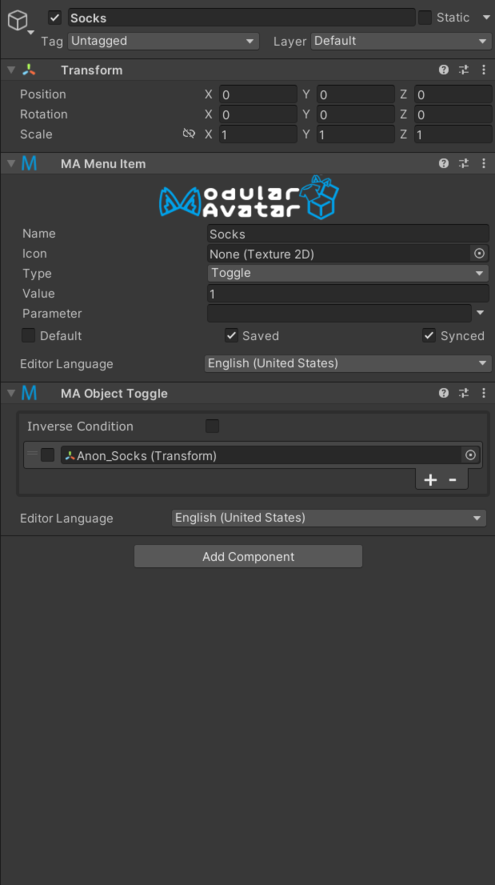 Socks Static
Tag Untagged Layer Default
Transform
Position X 0 Y 0 Z 0
Rotation X 0 Y 0 Z 0
Scale X 1 Y 1 Z 1
MA Menu Item
Modular
Avatar
Name Socks
Icon None (Texture 2D)
Type Toggle
Value 1
Parameter
Default Saved Synced
Editor Language English (United States)
MA Object Toggle
Inverse Condition
Anon_Socks (Transform)
+ -
Editor Language English (United States)
Add Component